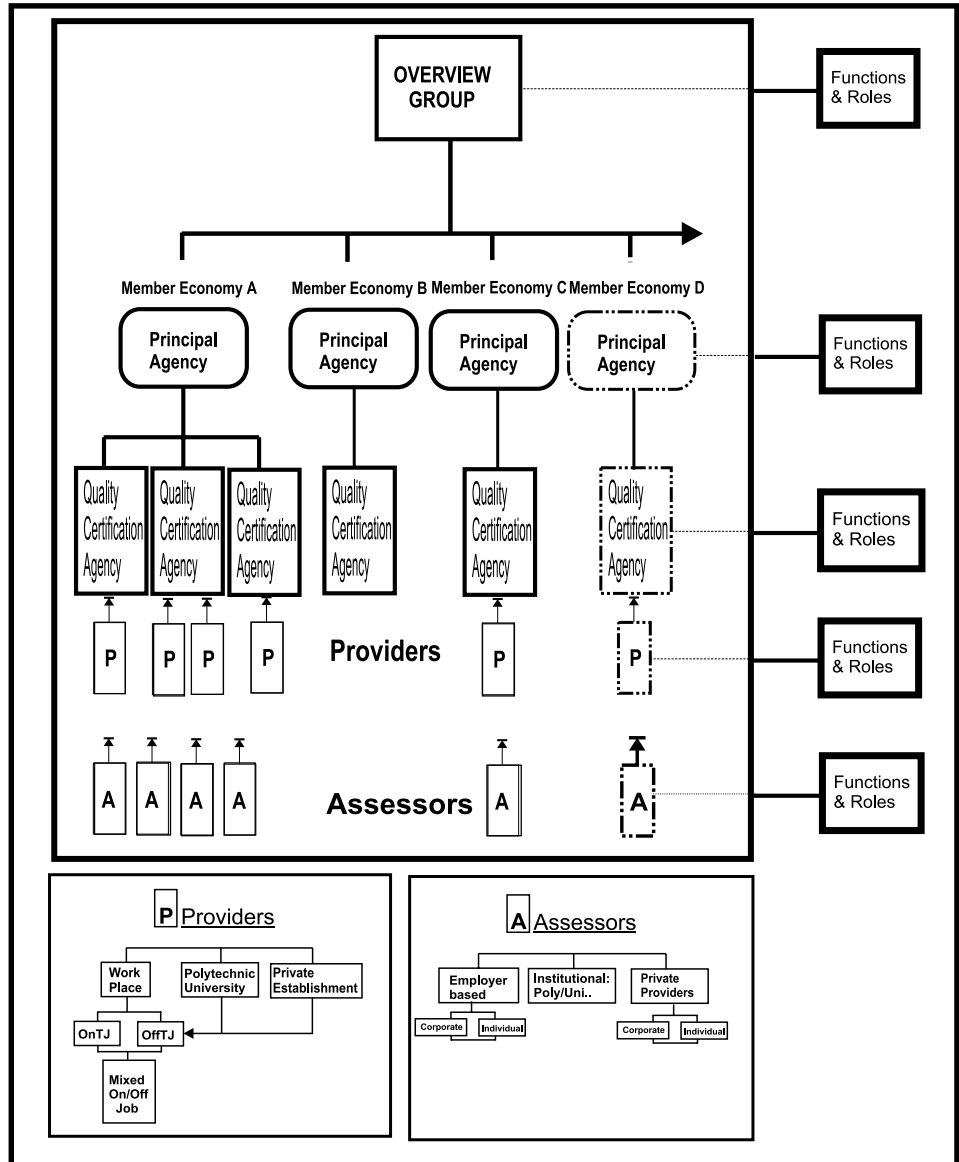 OVERVIEW
GROUP
Functions
& Roles
Member Economy A
Member Economy B
Member Economy C
Member Economy D
Principal
Agency
Principal
Agency
Principal
Agency
Principal
Agency
Functions
& Roles
Quality
Certification
Agency
Quality
Certification
Agency
Quality
Certification
Agency
Quality
Certification
Agency
Quality
Certification
Agency
Quality
Certification
Agency
Functions
& Roles
P
P
P
P
Providers
P
P
Functions
& Roles
A
A
A
A
Assessors
A
A
Functions
& Roles
P Providers
Work
Place
Polytechnic
University
Private
Establishment
OnTJ
OffTJ
Mixed
On/Off
Job
A Assessors
Employer
based
Institutional:
Poly/Uni..
Private
Providers
Corporate
Individual
Corporate
Individual